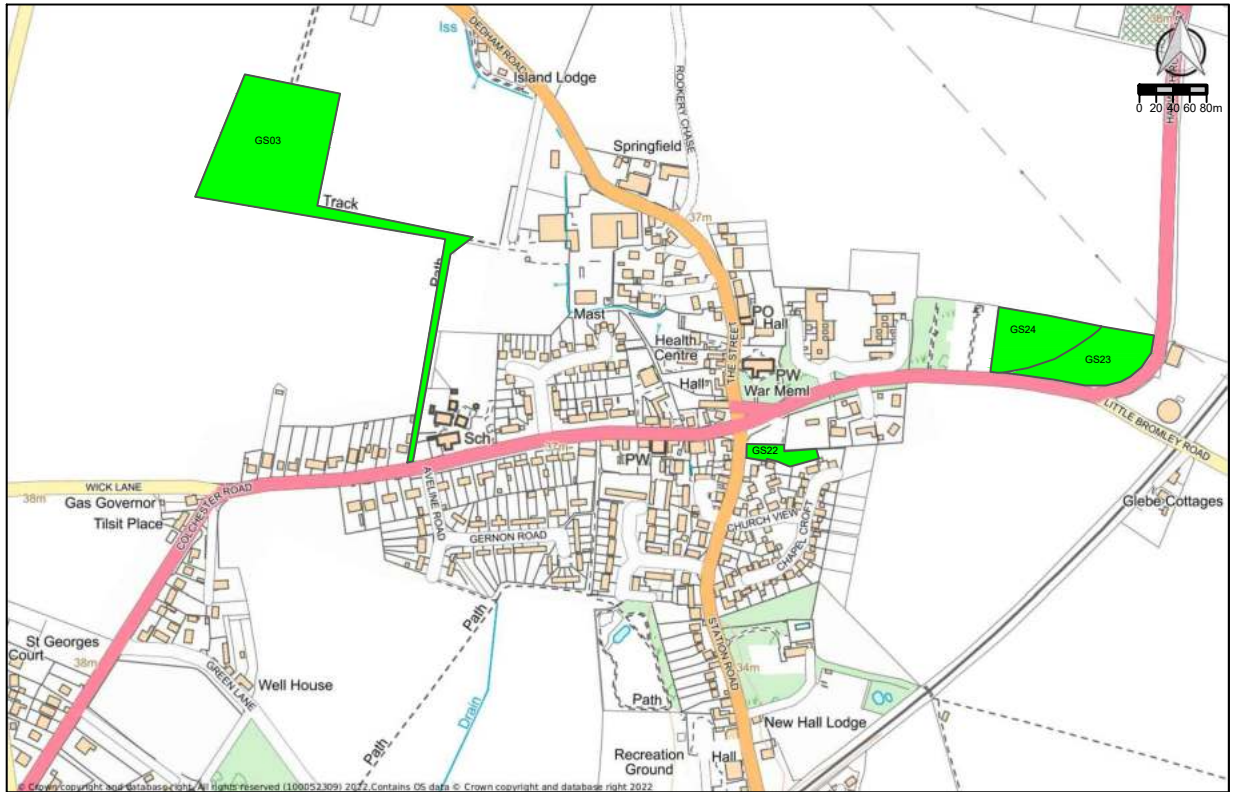 38m
Iss
DEDHAM ROAD
Island Lodge
ROOKERY CHASE
0 20 40 60 80m
GS03
Springfield
Track
37m
Path
PO
Hall
Mast
THE STREET
Health
Centre
Hall
PW
War Meml
GS24
GS23
LITTLE BROMLEY ROAD
Sch
37m
PW
GS22
WICK LANE
38m
Gas Governor
Tilsit Place
COLCHESTER ROAD
AVELINE ROAD
GERNON ROAD
CHURCH VIEW
CHAPEL CROFT
Glebe Cottages
Path
St Georges
Court
38m
GREEN LANE
Well House
Drain
Path
Path
STATION ROAD
34m
New Hall Lodge
Recreation
Ground
Hall
© Crown copyright and database right. All rights reserved (100052309) 2022.Contains OS data © Crown copyright and database right 2022